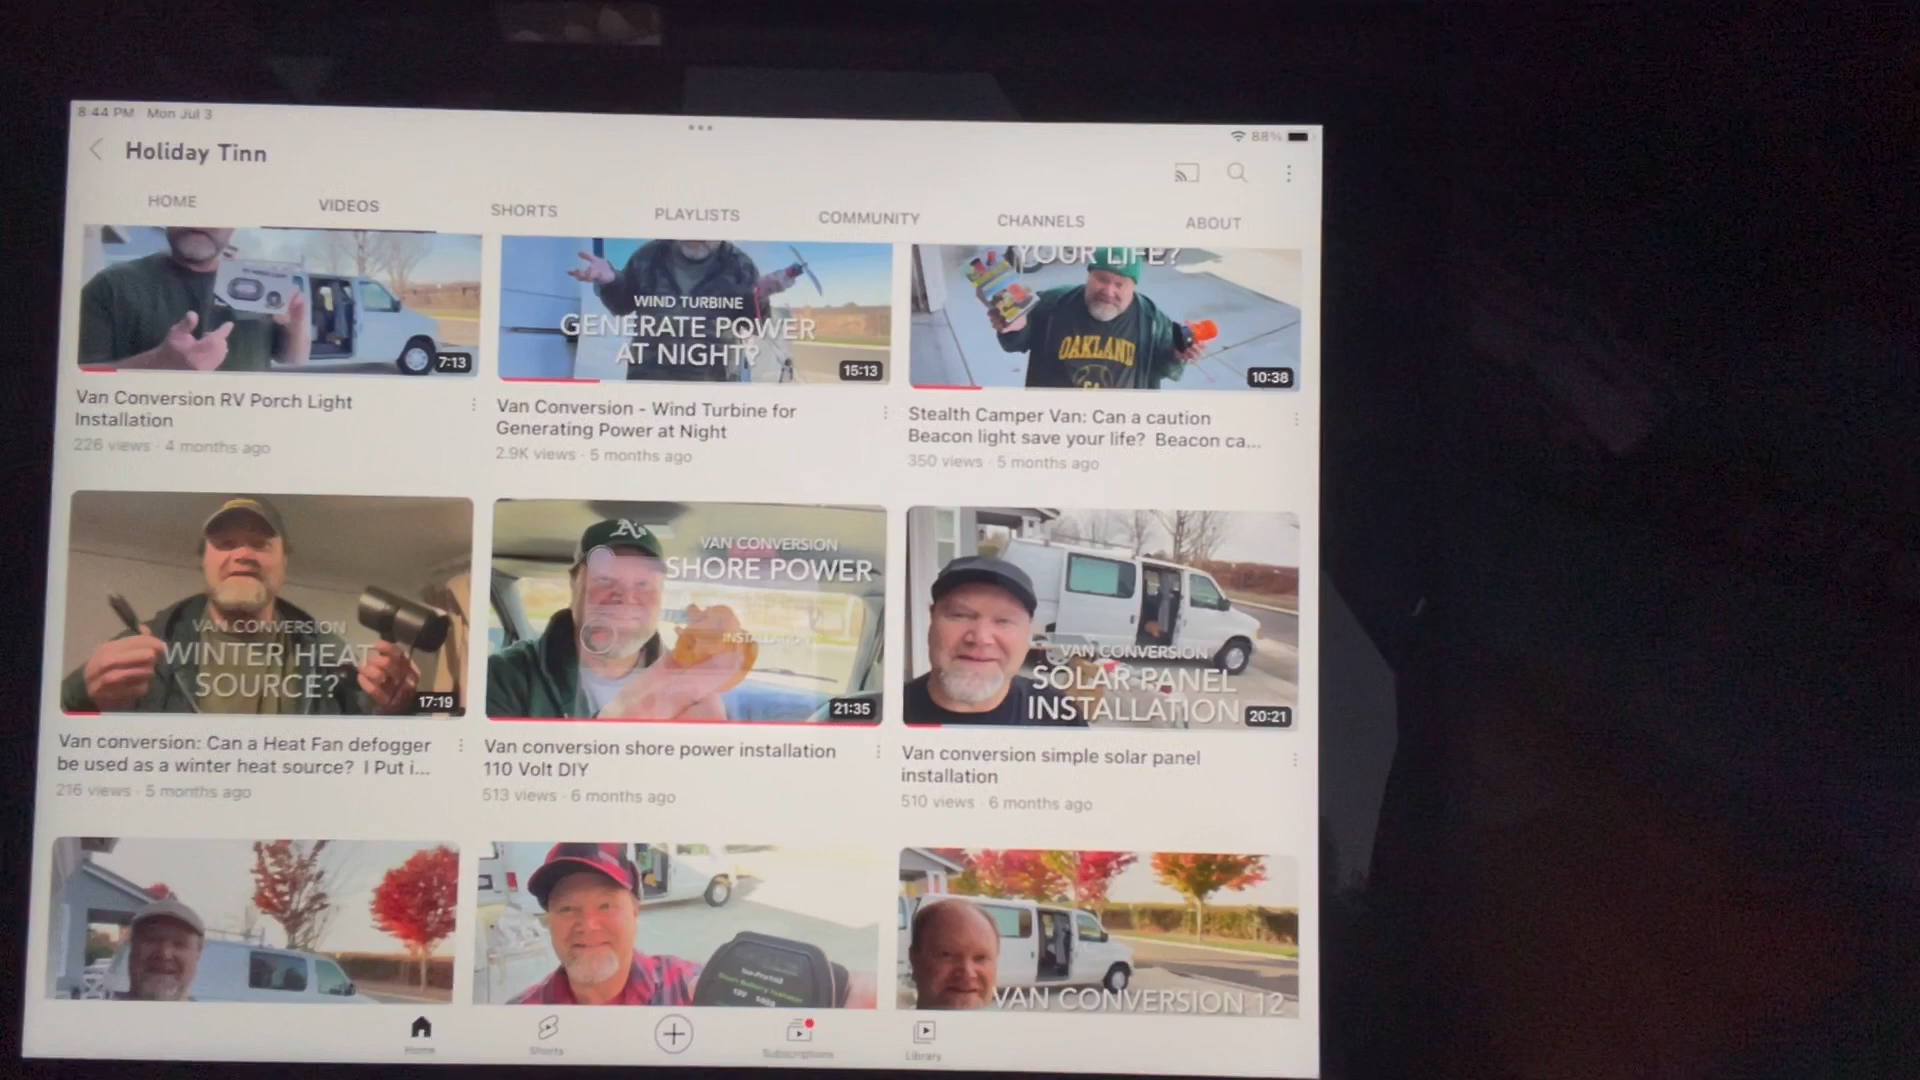 8:44 PM Mon Jul 3
88%
Holiday Tinn
HOME VIDEOS SHORTS PLAYLISTS COMMUNITY CHANNELS ABOUT
7:13
WIND TURBINE
GENERATE POWER
AT NIGHT?
15:13
YOUR LIFE?
OAKLAND
10:38
Van Conversion RV Porch Light
Installation
226 views · 4 months ago
Van Conversion - Wind Turbine for
Generating Power at Night
2.9K views · 5 months ago
Stealth Camper Van: Can a caution
Beacon light save your life? Beacon ca...
350 views · 5 months ago
VAN CONVERSION
WINTER HEAT
SOURCE?
17:19
A's
VAN CONVERSION
SHORE POWER
INSTALLATION
21:35
VAN CONVERSION
SOLAR PANEL
INSTALLATION
20:21
Van conversion: Can a Heat Fan defogger
be used as a winter heat source? I Put i...
216 views · 5 months ago
Van conversion shore power installation
110 Volt DIY
513 views · 6 months ago
Van conversion simple solar panel
installation
510 views · 6 months ago
VAN CONVERSION 12
Home Shorts Subscriptions Library